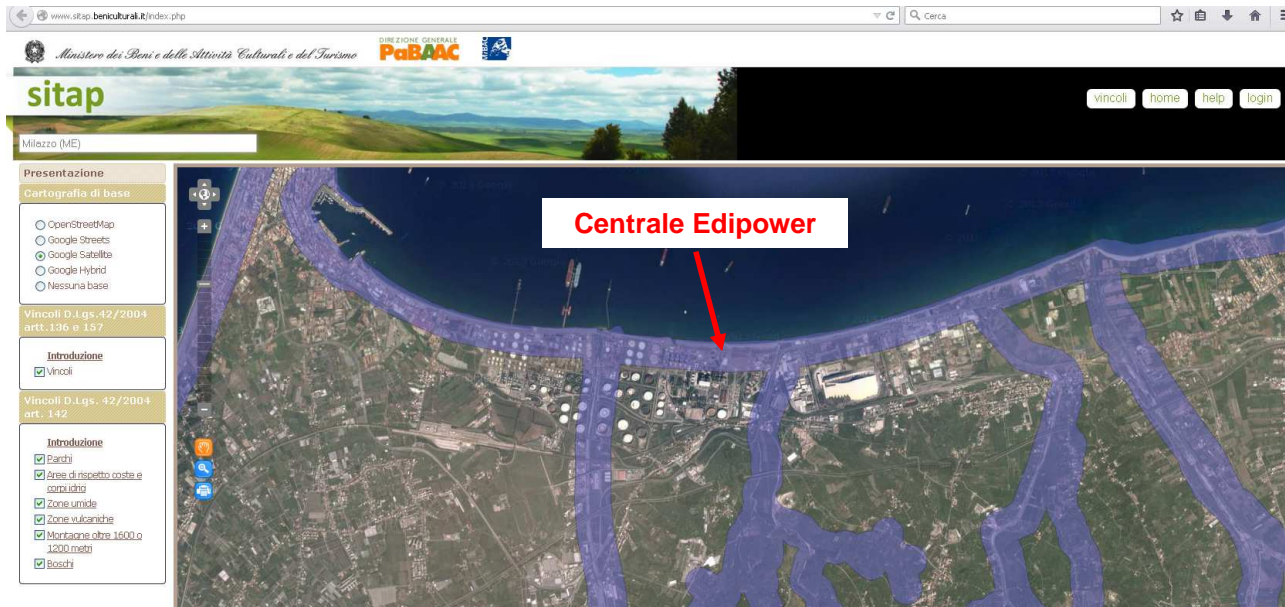 www.sitap.beniculturali.it/index.php
Cerca
Ministero dei Beni e delle Attività Culturali e del Turismo
DIREZIONE GENERALE
PaBAAC
MIBAC
sitap
vincoli
home
help
login
Milazzo (ME)
Presentazione
Cartografia di base
OpenStreetMap
Google Streets
Google Satellite
Google Hybrid
Nessuna base
Vincoli D.Lgs.42/2004
artt.136 e 157
Introduzione
Vincoli
Vincoli D.Lgs. 42/2004
art. 142
Introduzione
Parchi
Aree di rispetto coste e
corpi idrici
Zone umide
Zone vulcaniche
Montagne oltre 1600 o
1200 metri
Boschi
Centrale Edipower